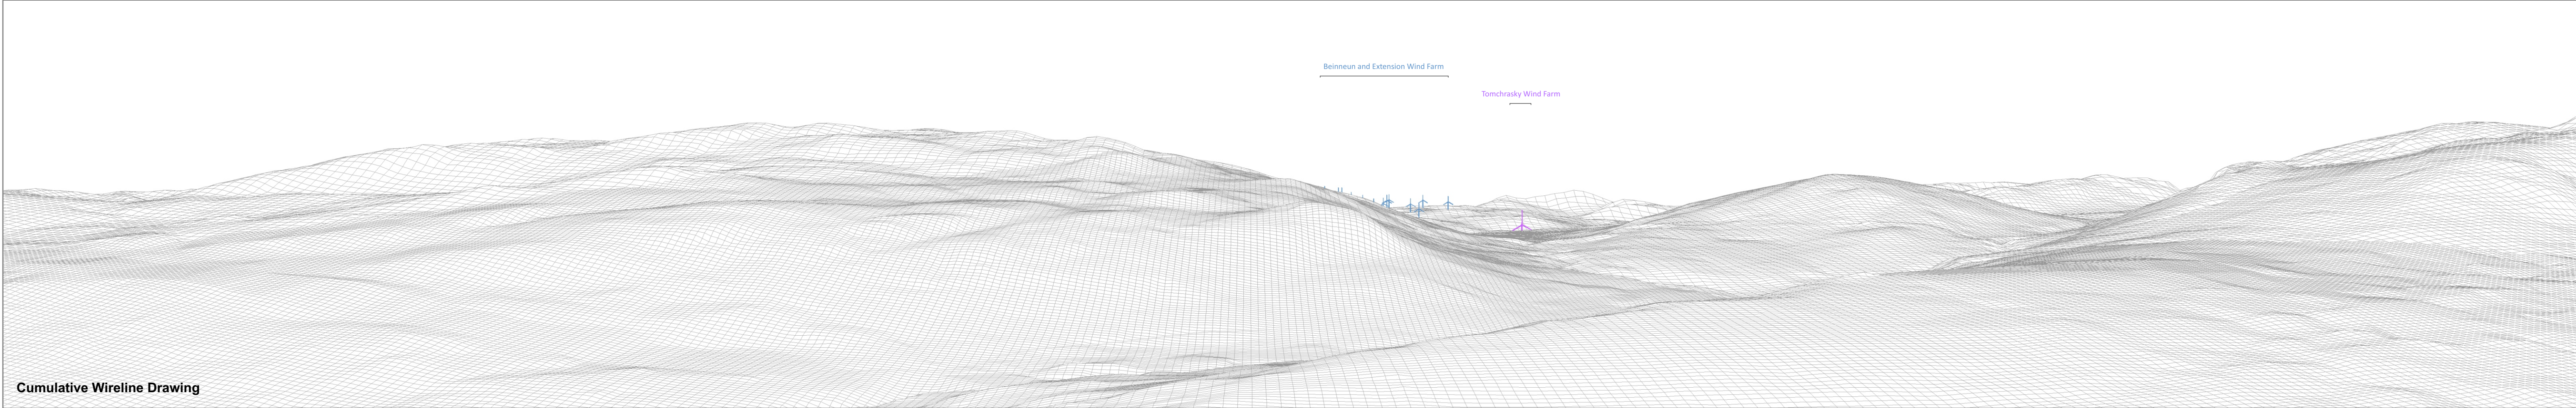 Beinneun and Extension Wind Farm
Tomchrasky Wind Farm
Cumulative Wireline Drawing